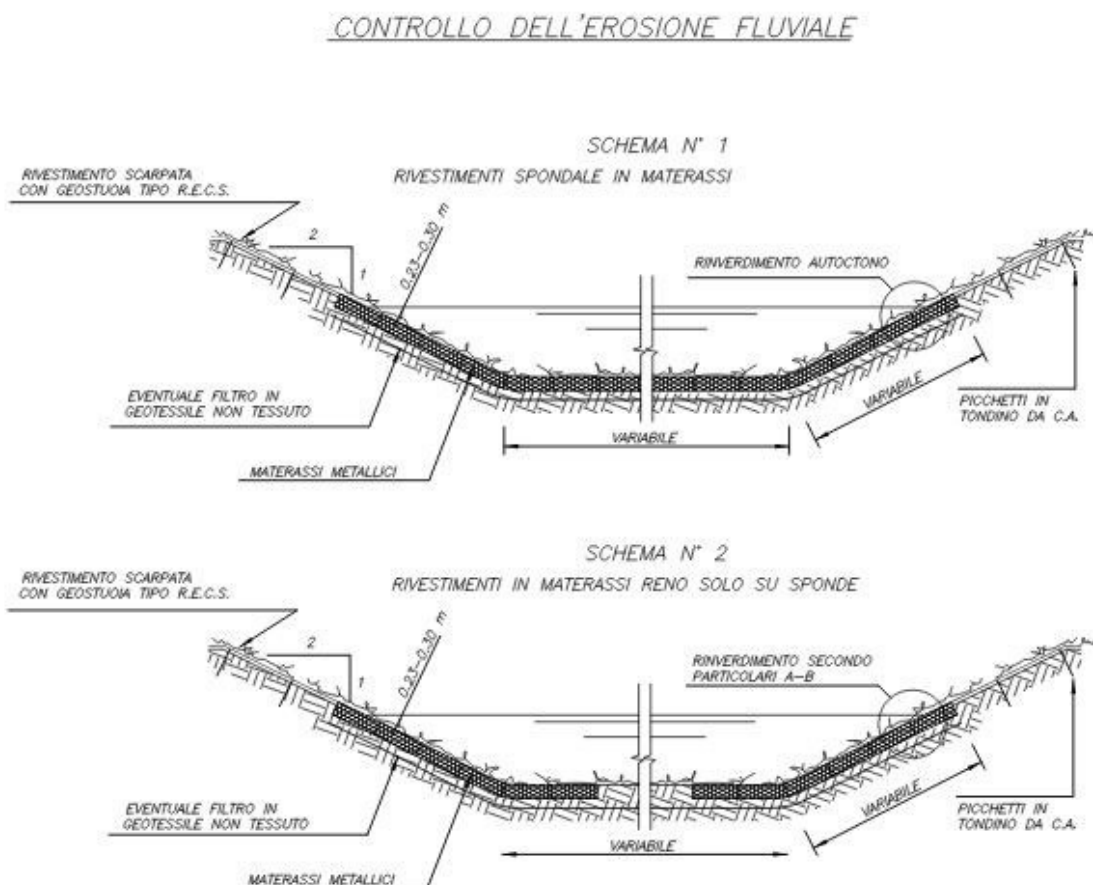 CONTROLLO DELL'EROSIONE FLUVIALE
SCHEMA N° 1
RIVESTIMENTI SPONDALE IN MATERASSI
RIVESTIMENTO SCARPATA
CON GEOSTUOIA TIPO R.E.C.S.
2
1
0.23-0.30 m
RINVERDIMENTO AUTOCTONO
EVENTUALE FILTRO IN
GEOTESSILE NON TESSUTO
MATERASSI METALLICI
VARIABILE
VARIABILE
PICCHETTI IN
TONDINO DA C.A.
SCHEMA N° 2
RIVESTIMENTI IN MATERASSI RENO SOLO SU SPONDE
RIVESTIMENTO SCARPATA
CON GEOSTUOIA TIPO R.E.C.S.
2
1
0.23-0.30 m
RINVERDIMENTO SECONDO
PARTICOLARI A-B
EVENTUALE FILTRO IN
GEOTESSILE NON TESSUTO
MATERASSI METALLICI
VARIABILE
VARIABILE
PICCHETTI IN
TONDINO DA C.A.